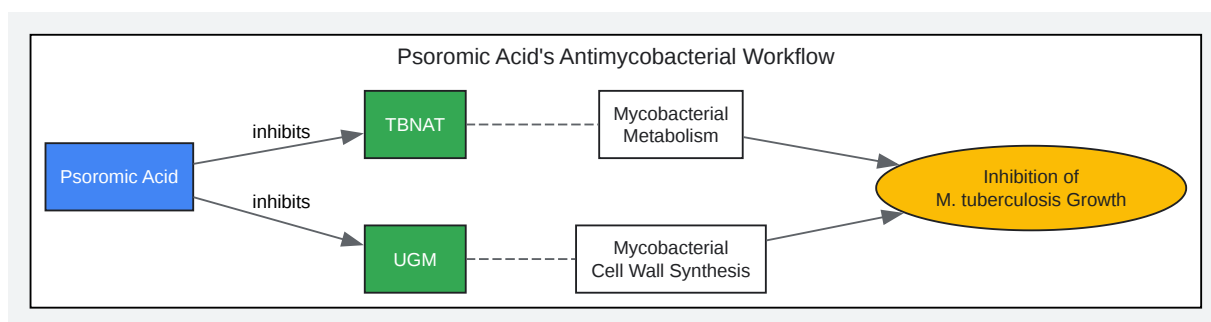 Psoromic Acid's Antimycobacterial Workflow
Psoromic Acid
inhibits
inhibits
TBNAT
UGM
Mycobacterial
Metabolism
Mycobacterial
Cell Wall Synthesis
Inhibition of
M. tuberculosis Growth